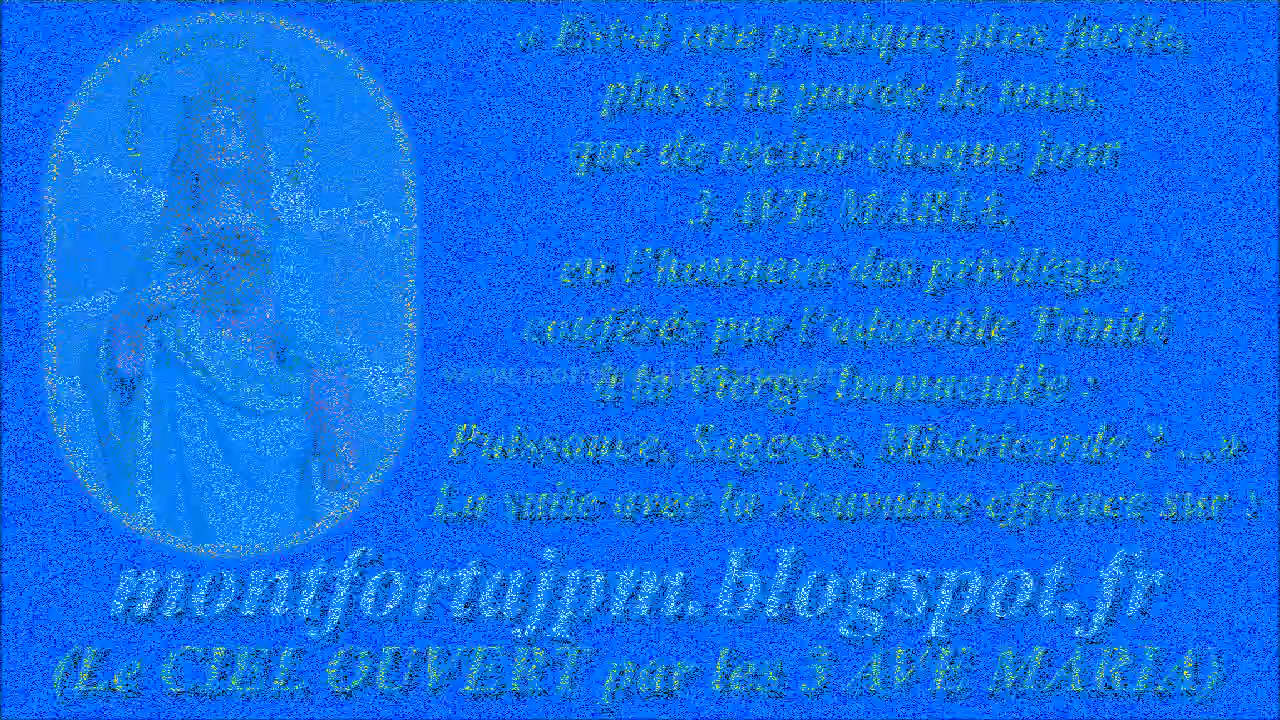 « Est-il une pratique plus facile,
plus à la portée de tous,
que de réciter chaque jour
3 AVE MARIA,
en l'honneur des privilèges
conférés par l'adorable Trinité
à la Vierge Immaculée :
Puissance, Sagesse, Miséricorde ? ...»
La suite avec la Neuvaine efficace sur :
montfortajpm.blogspot.fr
(Le CIEL OUVERT par les 3 AVE MARIA)